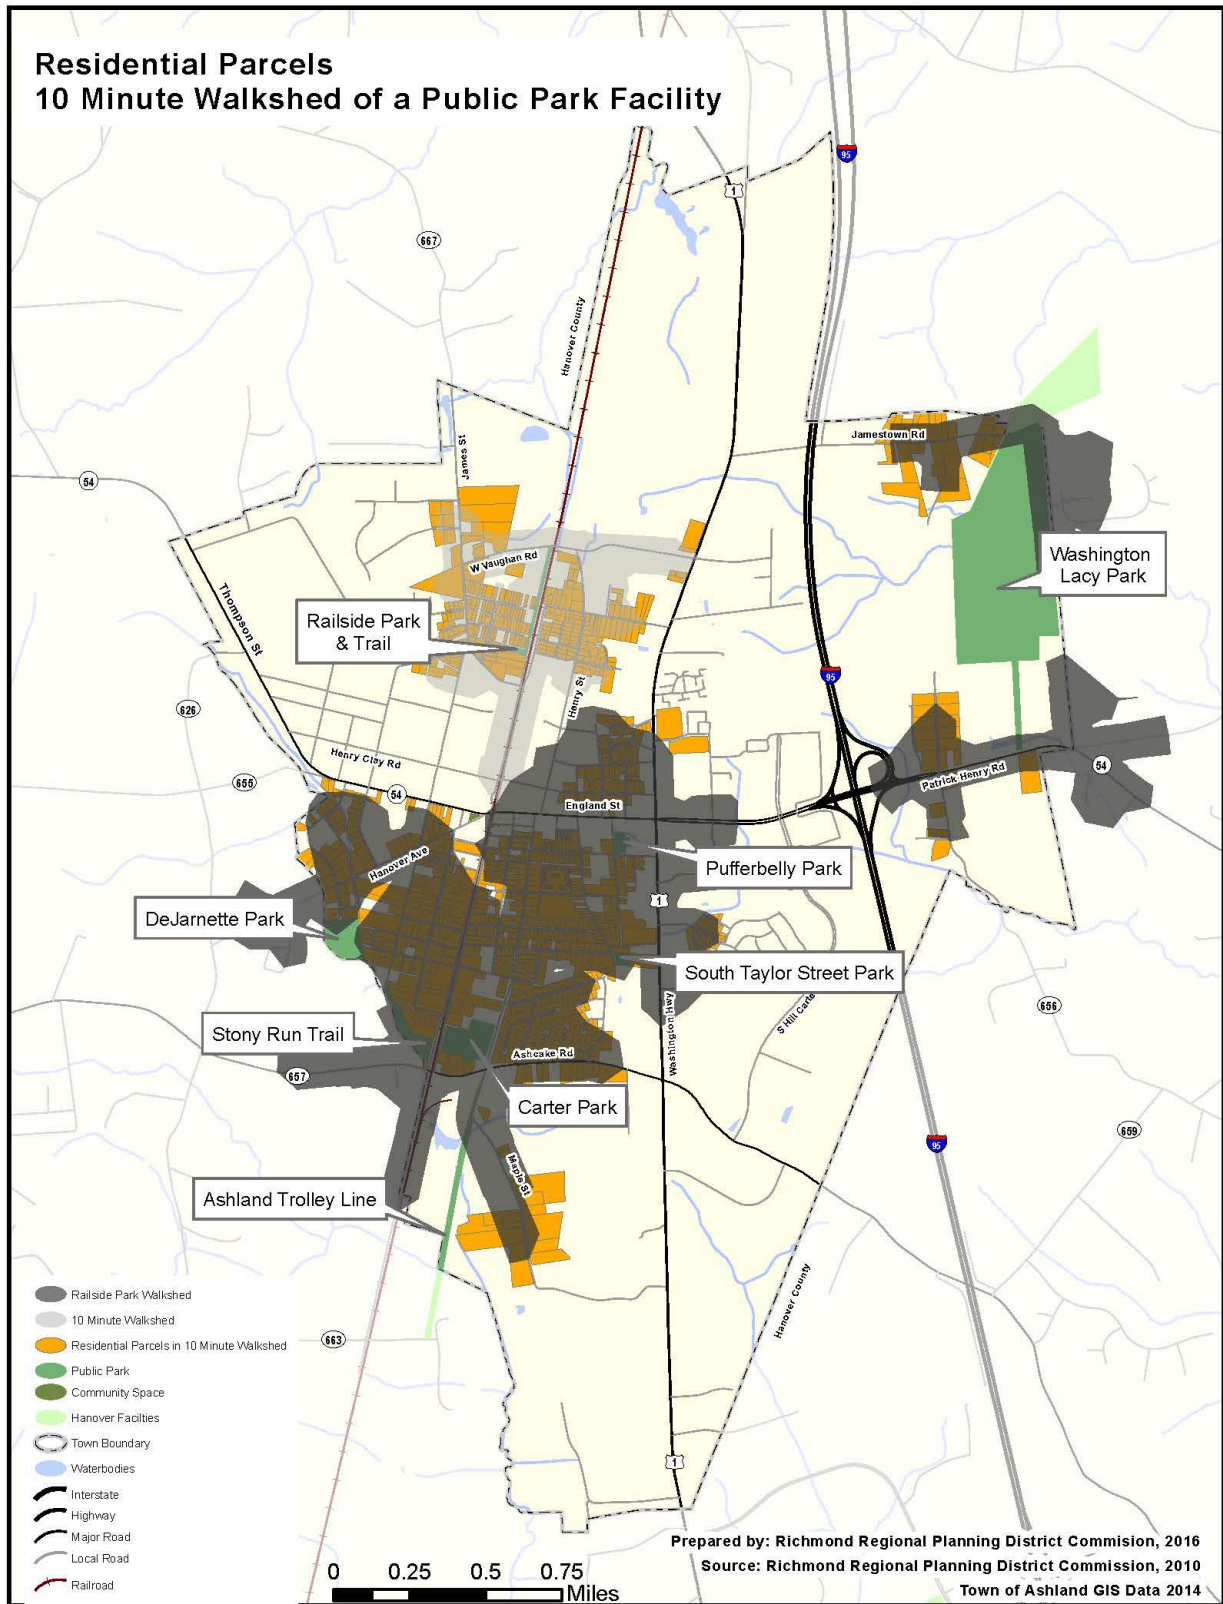 Residential Parcels
10 Minute Walkshed of a Public Park Facility
95
1
667
Hanover County
James St
Jamestown Rd
54
Washington
Lacy Park
W Vaughan Rd
Thompson St
Railside Park
& Trail
95
626
Henry St
Henry Clay Rd
655
54
England St
Patrick Henry Rd
54
Hanover Ave
Pufferbelly Park
1
DeJarnette Park
South Taylor Street Park
Washington Hwy
S Hill Carte
656
Stony Run Trail
Ashcake Rd
657
Carter Park
659
95
Maple St
Ashland Trolley Line
Hanover County
663
1
Railside Park Walkshed
10 Minute Walkshed
Residential Parcels in 10 Minute Walkshed
Public Park
Community Space
Hanover Facilties
Town Boundary
Waterbodies
Interstate
Highway
Major Road
Local Road
Railroad
0 0.25 0.5 0.75
Miles
Prepared by: Richmond Regional Planning District Commision, 2016
Source: Richmond Regional Planning District Commission, 2010
Town of Ashland GIS Data 2014